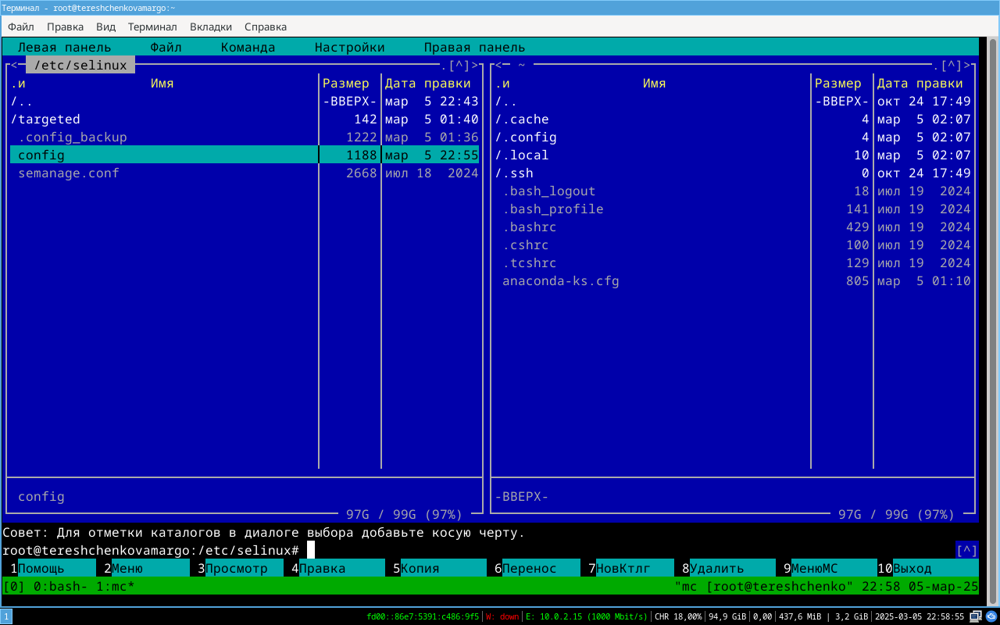 Терминал - root@tereshchenkovamargo:~
Файл Правка Вид Терминал Вкладки Справка
Левая панель Файл Команда Настройки Правая панель
<─ /etc/selinux .[^]> <─ ~ .[^]>
.и Имя Размер Дата правки .и Имя Размер Дата правки
/.. -ВВЕРХ- мар 5 22:43 /.. -ВВЕРХ- окт 24 17:49
/targeted 142 мар 5 01:40 /.cache 4 мар 5 02:07
.config_backup 1222 мар 5 01:36 /.config 4 мар 5 02:07
config 1188 мар 5 22:55 /.local 10 мар 5 02:07
semanage.conf 2668 июл 18 2024 /.ssh 0 окт 24 17:49
.bash_logout 18 июл 19 2024
.bash_profile 141 июл 19 2024
.bashrc 429 июл 19 2024
.cshrc 100 июл 19 2024
.tcshrc 129 июл 19 2024
anaconda-ks.cfg 805 мар 5 01:10
config -ВВЕРХ-
97G / 99G (97%) 97G / 99G (97%)
Совет: Для отметки каталогов в диалоге выбора добавьте косую черту.
root@tereshchenkovamargo:/etc/selinux# [^]
1Помощь 2Меню 3Просмотр 4Правка 5Копия 6Перенос 7НовКтлг 8Удалить 9МенюMC 10Выход
[0] 0:bash- 1:mc* "mc [root@tereshchenko" 22:58 05-мар-25
1 fd00::86e7:5391:c486:9f5 W: down E: 10.0.2.15 (1000 Mbit/s) CHR 18,00% 94,9 GiB 0,00 437,6 MiB | 3,2 GiB 2025-03-05 22:58:55